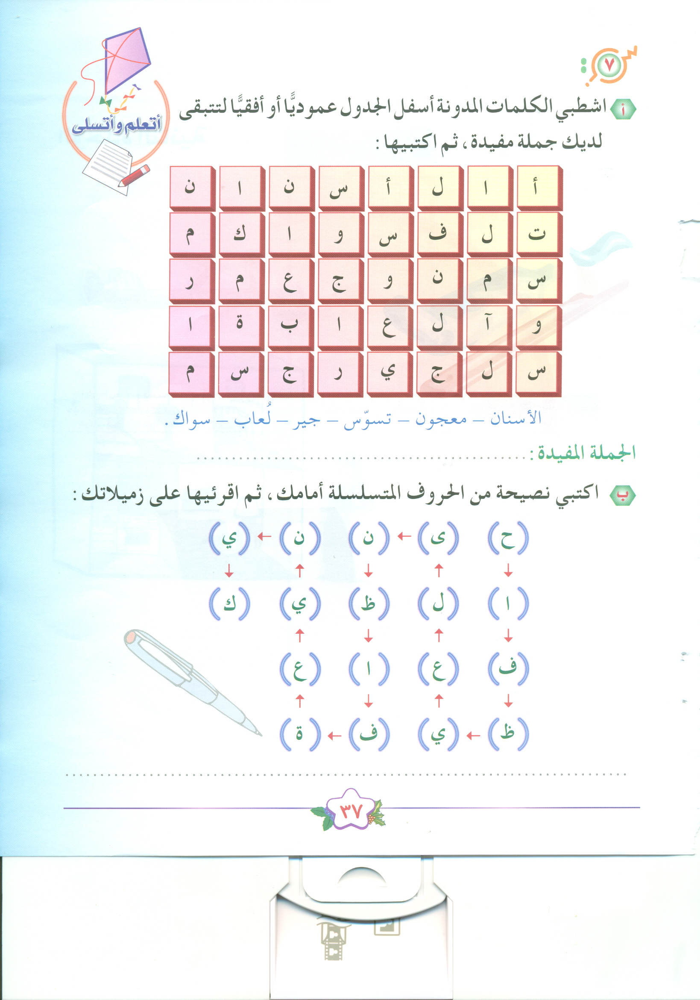 ٧ :
أ اشطبي الكلمات المدونة أسفل الجدول عموديًّا أو أفقيًّا لتتبقى
لديك جملة مفيدة، ثم اكتبيها :
أتعلم وأتسلى
أ ا ل أ س ن ا ن
ت ل ف س و ا ك م
س م ن و ج ع م ر
و آ ل ع ا ب ة ا
س ل ج ي ر ج س م
الأسنان – معجون – تسوّس – جير – لُعاب – سواك .
الجملة المفيدة : ........................................
ب اكتبي نصيحة من الحروف المتسلسلة أمامك، ثم اقرئيها على زميلاتك :
(ح) (ى) ← (ن) (ن) ← (ي)
↓ ↑ ↓ ↑ ↓
(ا) (ل) (ظ) (ي) (ك)
↓ ↑ ↓ ↑
(ف) (ع) (ا) (ع)
↓ ↑ ↓ ↑
(ظ) ← (ي) (ف) ← (ة)
........................................
٣٧